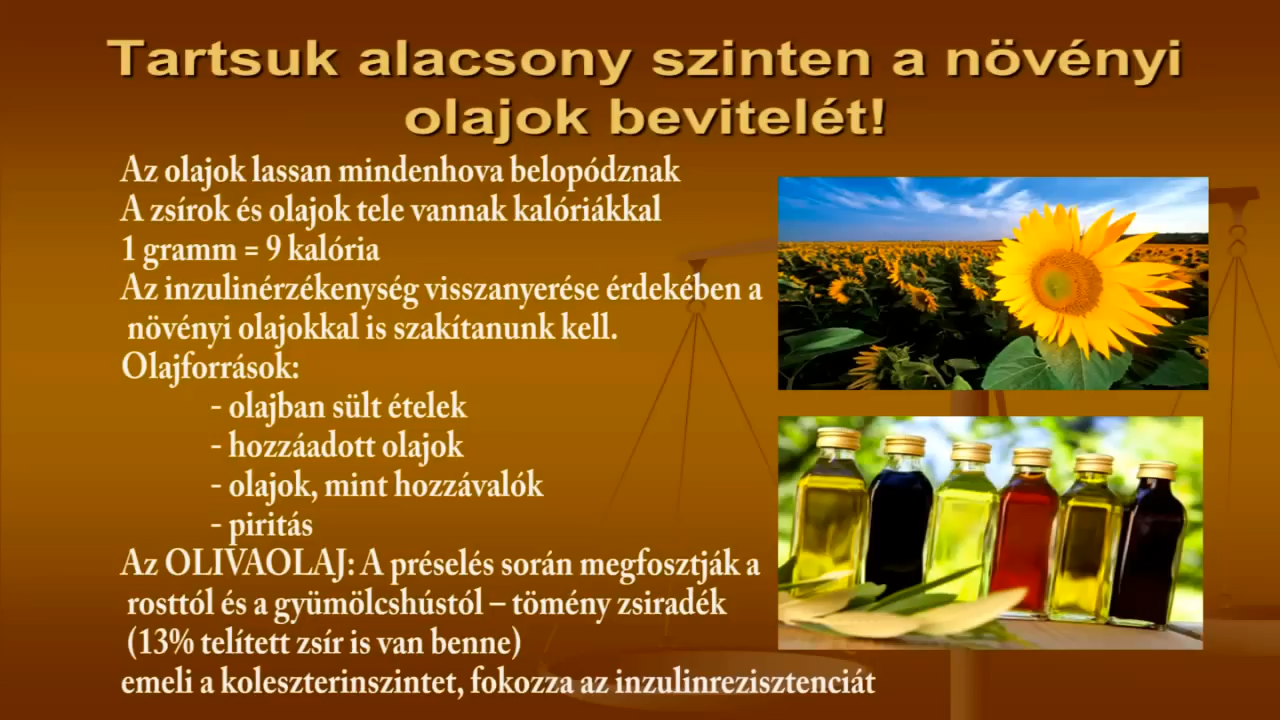 Tartsuk alacsony szinten a növényi
olajok bevitelét!
Az olajok lassan mindenhova belopódznak
A zsírok és olajok tele vannak kalóriákkal
1 gramm = 9 kalória
Az inzulinérzékenység visszanyerése érdekében a
növényi olajokkal is szakítanunk kell.
Olajforrások:
- olajban sült ételek
- hozzáadott olajok
- olajok, mint hozzávalók
- piritás
Az OLIVAOLAJ: A préselés során megfosztják a
rosttól és a gyümölcshústól – tömény zsiradék
(13% telített zsír is van benne)
emeli a koleszterinszintet, fokozza az inzulinrezisztenciát